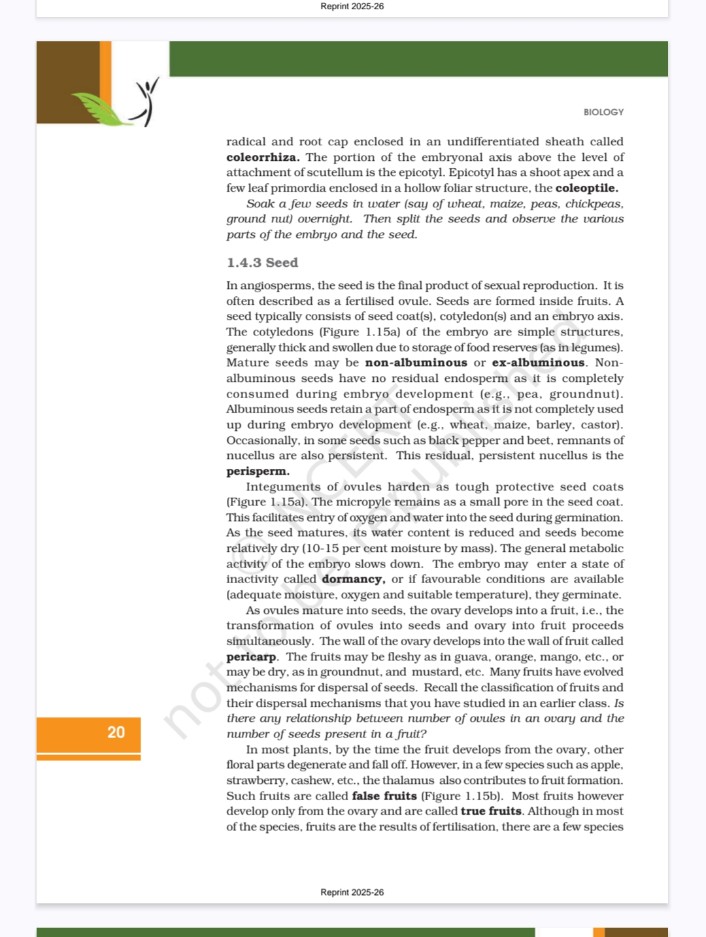 Reprint 2025-26
BIOLOGY
radical and root cap enclosed in an undifferentiated sheath called
coleorrhiza. The portion of the embryonal axis above the level of
attachment of scutellum is the epicotyl. Epicotyl has a shoot apex and a
few leaf primordia enclosed in a hollow foliar structure, the coleoptile.
Soak a few seeds in water (say of wheat, maize, peas, chickpeas,
ground nut) overnight. Then split the seeds and observe the various
parts of the embryo and the seed.
1.4.3 Seed
In angiosperms, the seed is the final product of sexual reproduction. It is
often described as a fertilised ovule. Seeds are formed inside fruits. A
seed typically consists of seed coat(s), cotyledon(s) and an embryo axis.
The cotyledons (Figure 1.15a) of the embryo are simple structures,
generally thick and swollen due to storage of food reserves (as in legumes).
Mature seeds may be non-albuminous or ex-albuminous. Non-
albuminous seeds have no residual endosperm as it is completely
consumed during embryo development (e.g., pea, groundnut).
Albuminous seeds retain a part of endosperm as it is not completely used
up during embryo development (e.g., wheat, maize, barley, castor).
Occasionally, in some seeds such as black pepper and beet, remnants of
nucellus are also persistent. This residual, persistent nucellus is the
perisperm.
Integuments of ovules harden as tough protective seed coats
(Figure 1.15a). The micropyle remains as a small pore in the seed coat.
This facilitates entry of oxygen and water into the seed during germination.
As the seed matures, its water content is reduced and seeds become
relatively dry (10-15 per cent moisture by mass). The general metabolic
activity of the embryo slows down. The embryo may enter a state of
inactivity called dormancy, or if favourable conditions are available
(adequate moisture, oxygen and suitable temperature), they germinate.
As ovules mature into seeds, the ovary develops into a fruit, i.e., the
transformation of ovules into seeds and ovary into fruit proceeds
simultaneously. The wall of the ovary develops into the wall of fruit called
pericarp. The fruits may be fleshy as in guava, orange, mango, etc., or
may be dry, as in groundnut, and mustard, etc. Many fruits have evolved
mechanisms for dispersal of seeds. Recall the classification of fruits and
their dispersal mechanisms that you have studied in an earlier class. Is
there any relationship between number of ovules in an ovary and the
number of seeds present in a fruit?
In most plants, by the time the fruit develops from the ovary, other
floral parts degenerate and fall off. However, in a few species such as apple,
strawberry, cashew, etc., the thalamus also contributes to fruit formation.
Such fruits are called false fruits (Figure 1.15b). Most fruits however
develop only from the ovary and are called true fruits. Although in most
of the species, fruits are the results of fertilisation, there are a few species
20
© NCERT
not to be republished
Reprint 2025-26